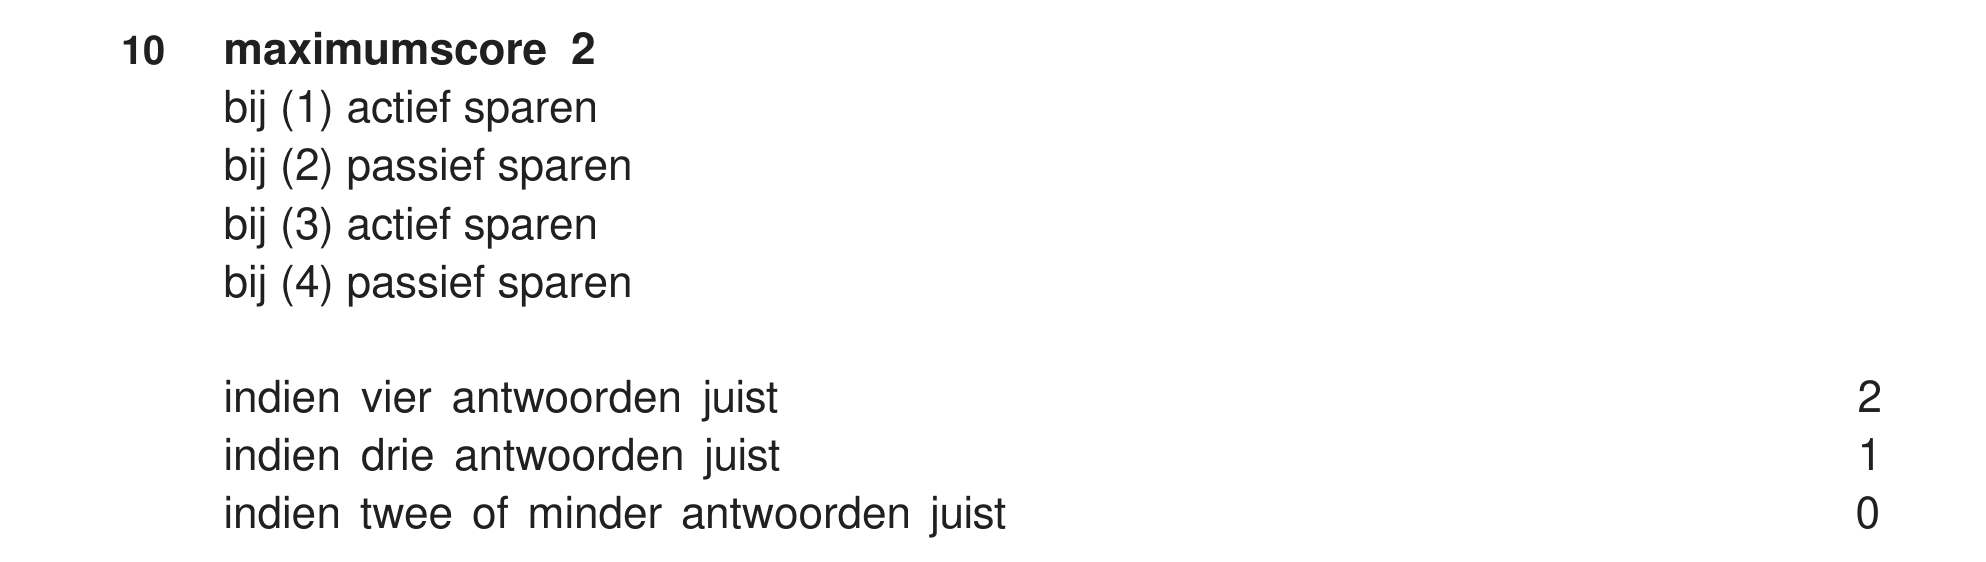 10 maximumscore 2
bij (1) actief sparen
bij (2) passief sparen
bij (3) actief sparen
bij (4) passief sparen
indien vier antwoorden juist 2
indien drie antwoorden juist 1
indien twee of minder antwoorden juist 0